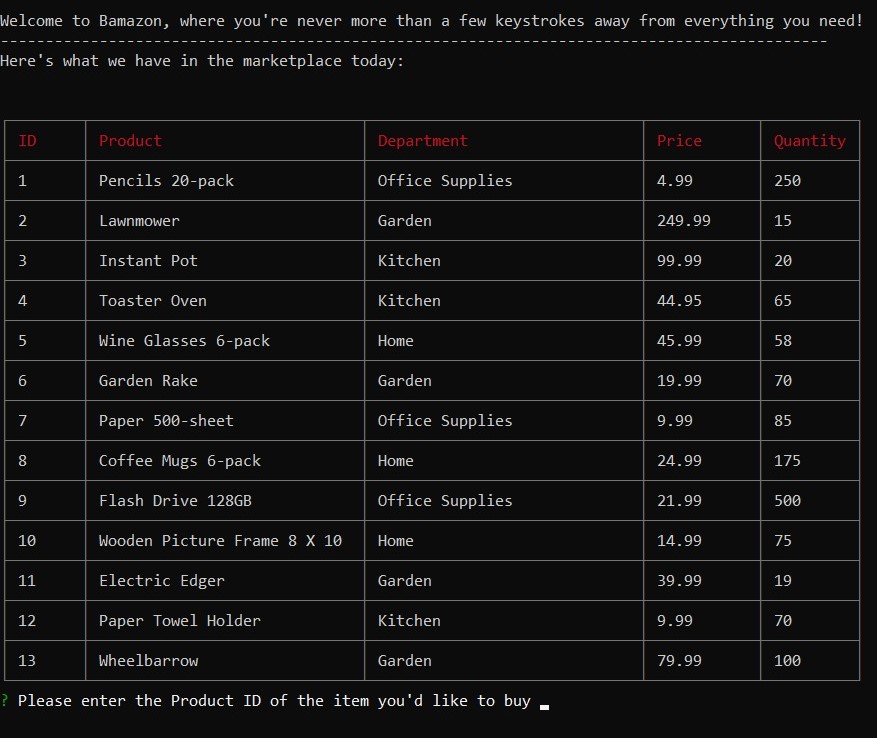 Welcome to Bamazon, where you're never more than a few keystrokes away from everything you need!
--------------------------------------------------------------------------------------------
Here's what we have in the marketplace today:
ID Product Department Price Quantity
1 Pencils 20-pack Office Supplies 4.99 250
2 Lawnmower Garden 249.99 15
3 Instant Pot Kitchen 99.99 20
4 Toaster Oven Kitchen 44.95 65
5 Wine Glasses 6-pack Home 45.99 58
6 Garden Rake Garden 19.99 70
7 Paper 500-sheet Office Supplies 9.99 85
8 Coffee Mugs 6-pack Home 24.99 175
9 Flash Drive 128GB Office Supplies 21.99 500
10 Wooden Picture Frame 8 X 10 Home 14.99 75
11 Electric Edger Garden 39.99 19
12 Paper Towel Holder Kitchen 9.99 70
13 Wheelbarrow Garden 79.99 100
? Please enter the Product ID of the item you'd like to buy